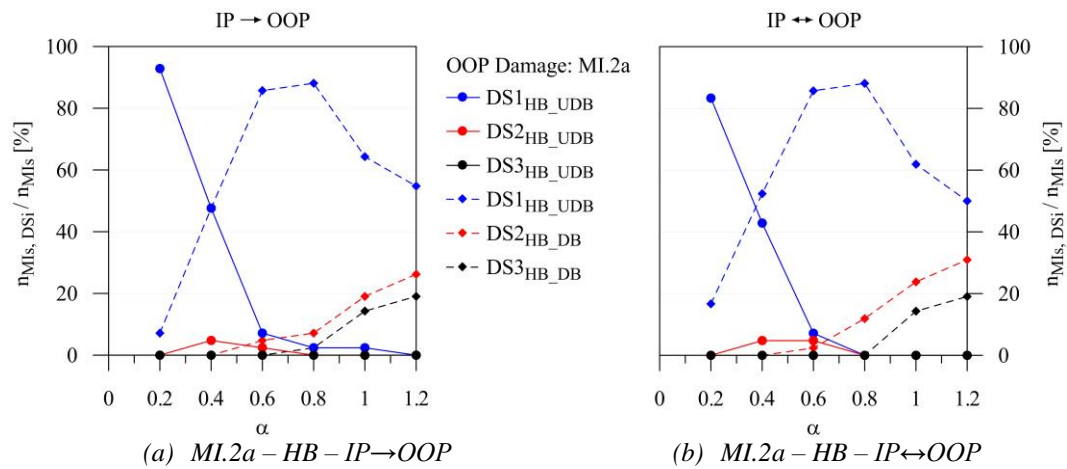 IP → OOP
IP ↔ OOP
100
80
60
40
20
0
n_MIs, DSi / n_MIs [%]
0 0.2 0.4 0.6 0.8 1 1.2
α
OOP Damage: MI.2a
DS1_HB_UDB
DS2_HB_UDB
DS3_HB_UDB
DS1_HB_UDB
DS2_HB_DB
DS3_HB_DB
0 0.2 0.4 0.6 0.8 1 1.2
α
100
80
60
40
20
0
n_MIs, DSi / n_MIs [%]
(a) MI.2a – HB – IP→OOP
(b) MI.2a – HB – IP↔OOP